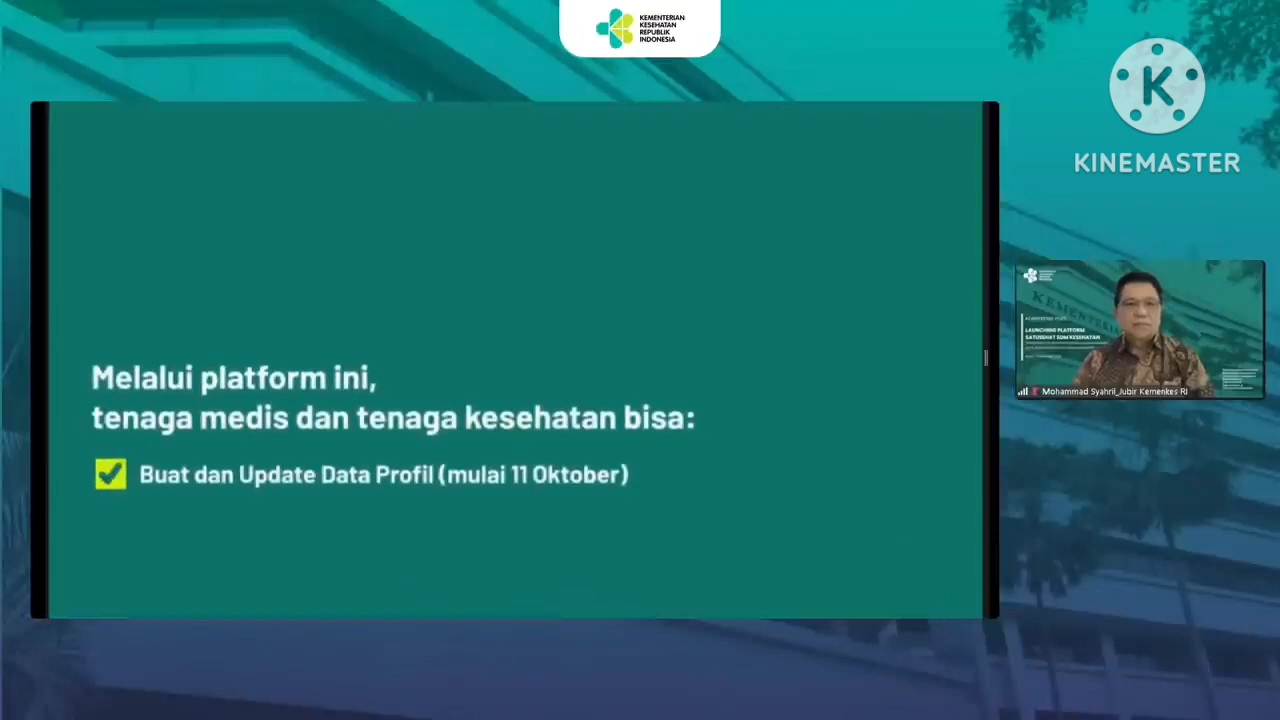 KEMENTERIAN
KESEHATAN
REPUBLIK
INDONESIA
K
KINEMASTER
Melalui platform ini,
tenaga medis dan tenaga kesehatan bisa:
Buat dan Update Data Profil (mulai 11 Oktober)
LAUNCHING PLATFORM
SATUSEHAT SDM KESEHATAN
Mohammad Syahril_Jubir Kemenkes RI